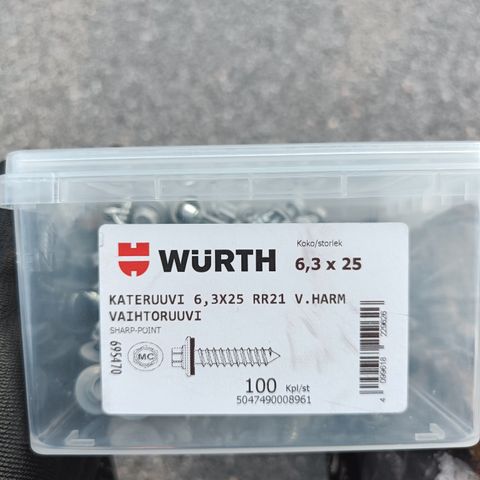 WÜRTH
Koko/storlek
6,3 x 25
KATERUUVI 6,3X25 RR21 V.HARM
VAIHTORUUVI
SHARP-POINT
695470
MC
100 Kpl/st
5047490008961